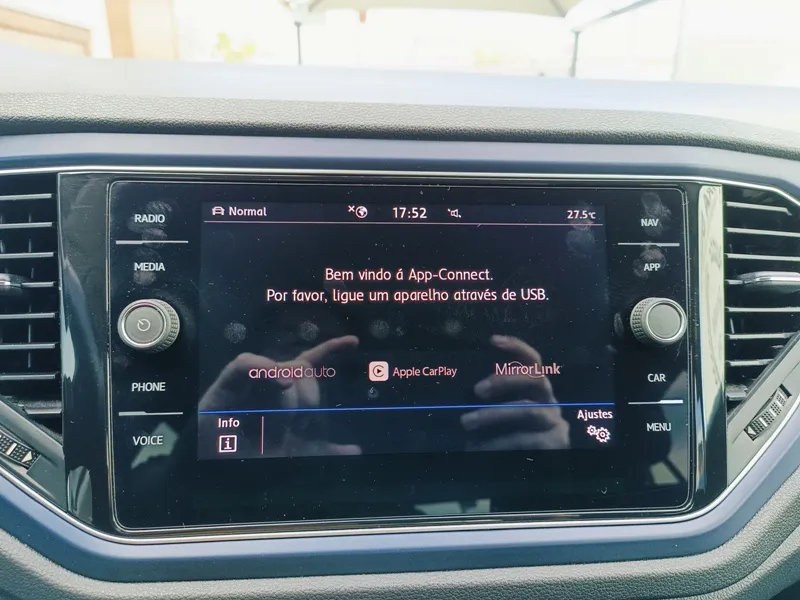 RADIO
MEDIA
PHONE
VOICE
Normal 17:52 27.5°C
Bem vindo á App-Connect.
Por favor, ligue um aparelho através de USB.
androidauto Apple CarPlay MirrorLink
Info Ajustes
i
NAV
APP
CAR
MENU